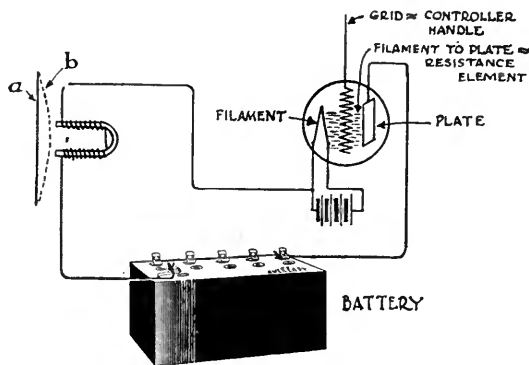 GRID = CONTROLLER
HANDLE
FILAMENT TO PLATE =
RESISTANCE
ELEMENT
b
a
FILAMENT
PLATE
BATTERY